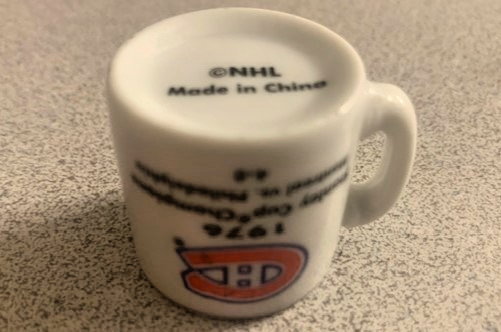 ©NHL
Made in China
1976
Stanley Cup® Champions
Montreal vs. Philadelphia
4-0